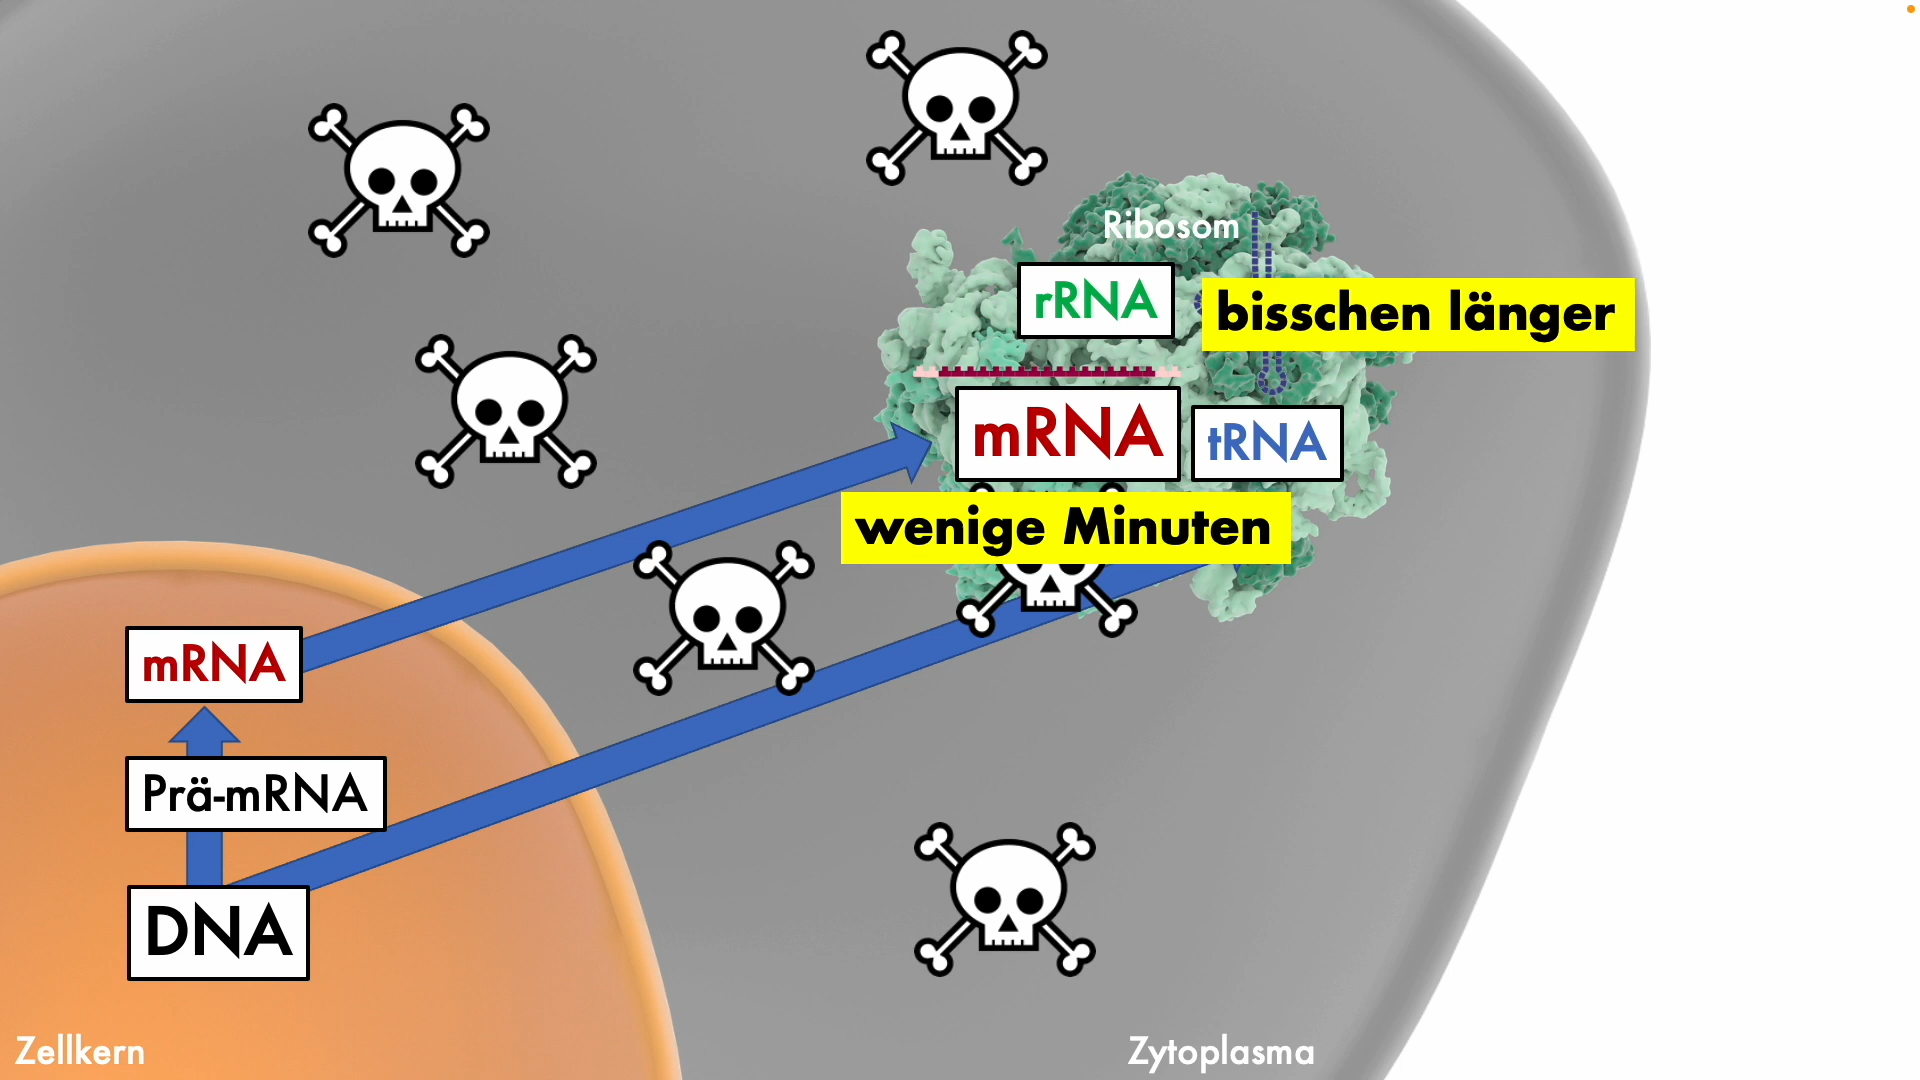 Ribosom
rRNA
bisschen länger
mRNA
tRNA
wenige Minuten
mRNA
Prä-mRNA
DNA
Zellkern
Zytoplasma